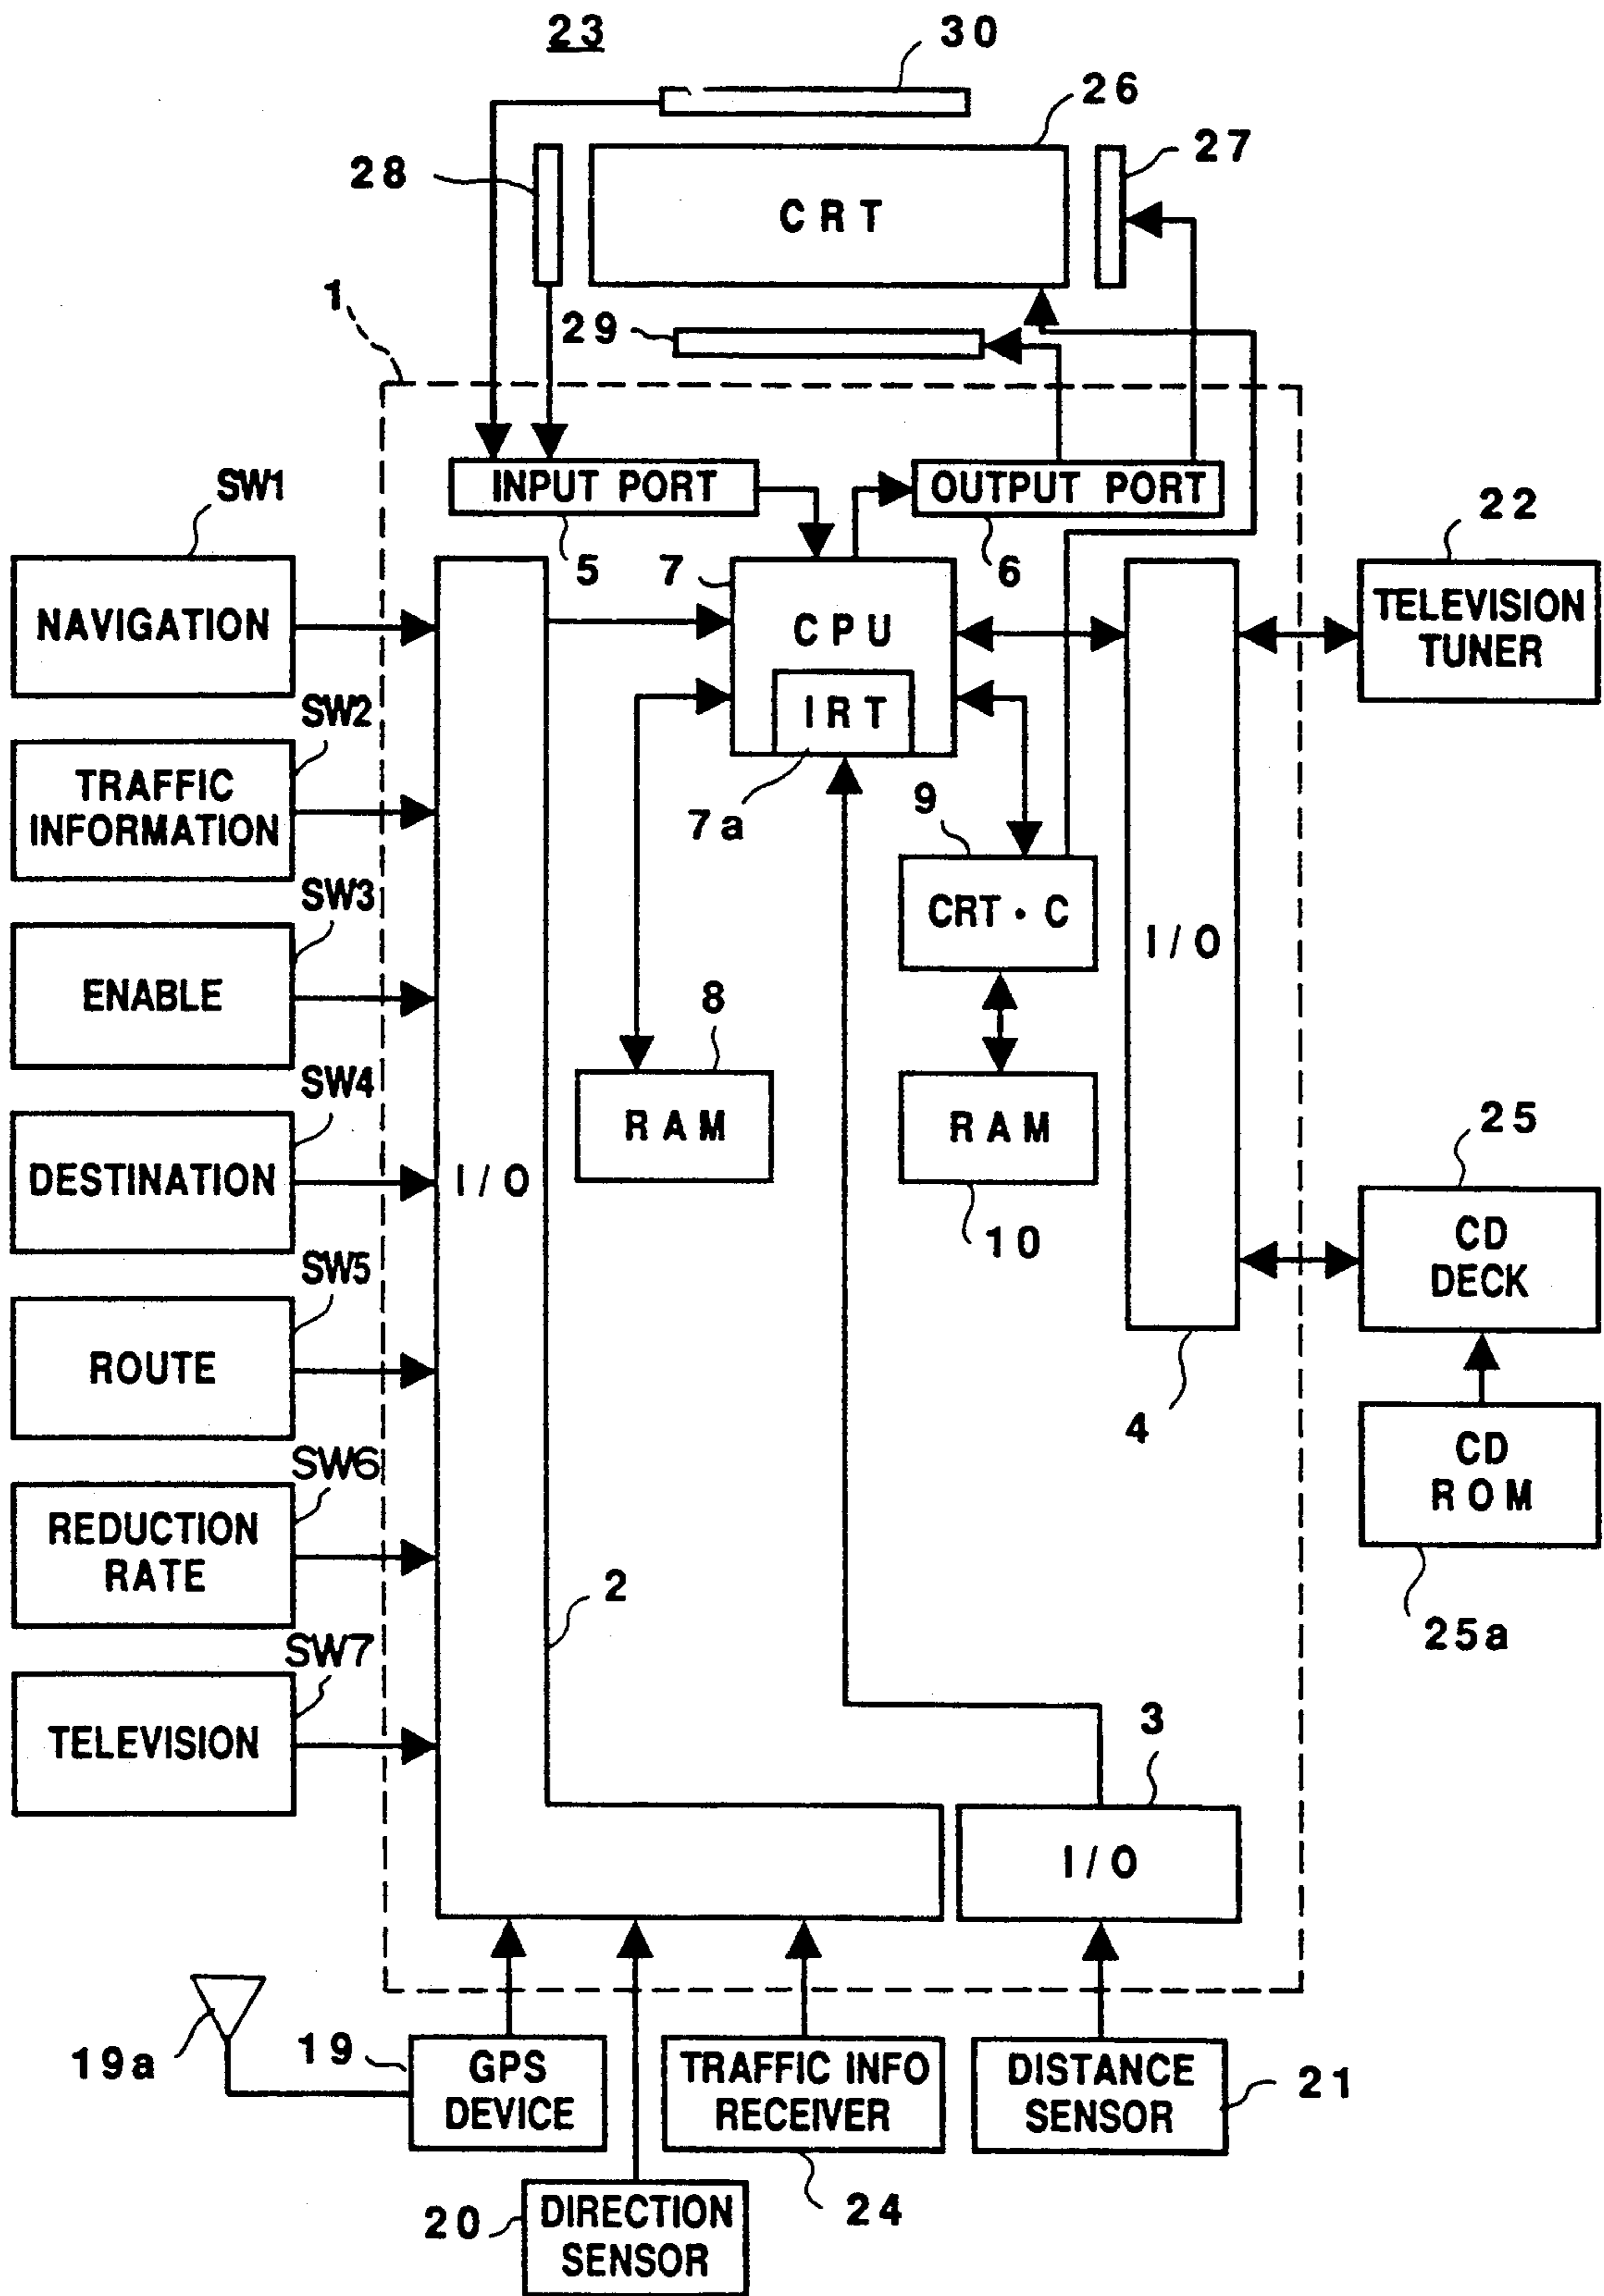 23
30
26
27
28
CRT
1
29
INPUT PORT
OUTPUT PORT
SW1
5
7
6
22
NAVIGATION
CPU
TELEVISION
TUNER
SW2
IRT
TRAFFIC
INFORMATION
7a
9
SW3
CRT・C
I/O
ENABLE
8
SW4
RAM
RAM
25
DESTINATION
I/O
10
CD
DECK
SW5
ROUTE
4
CD
ROM
SW6
REDUCTION
RATE
2
25a
SW7
TELEVISION
3
I/O
19a
19
GPS
DEVICE
TRAFFIC INFO
RECEIVER
DISTANCE
SENSOR
21
20
DIRECTION
SENSOR
24